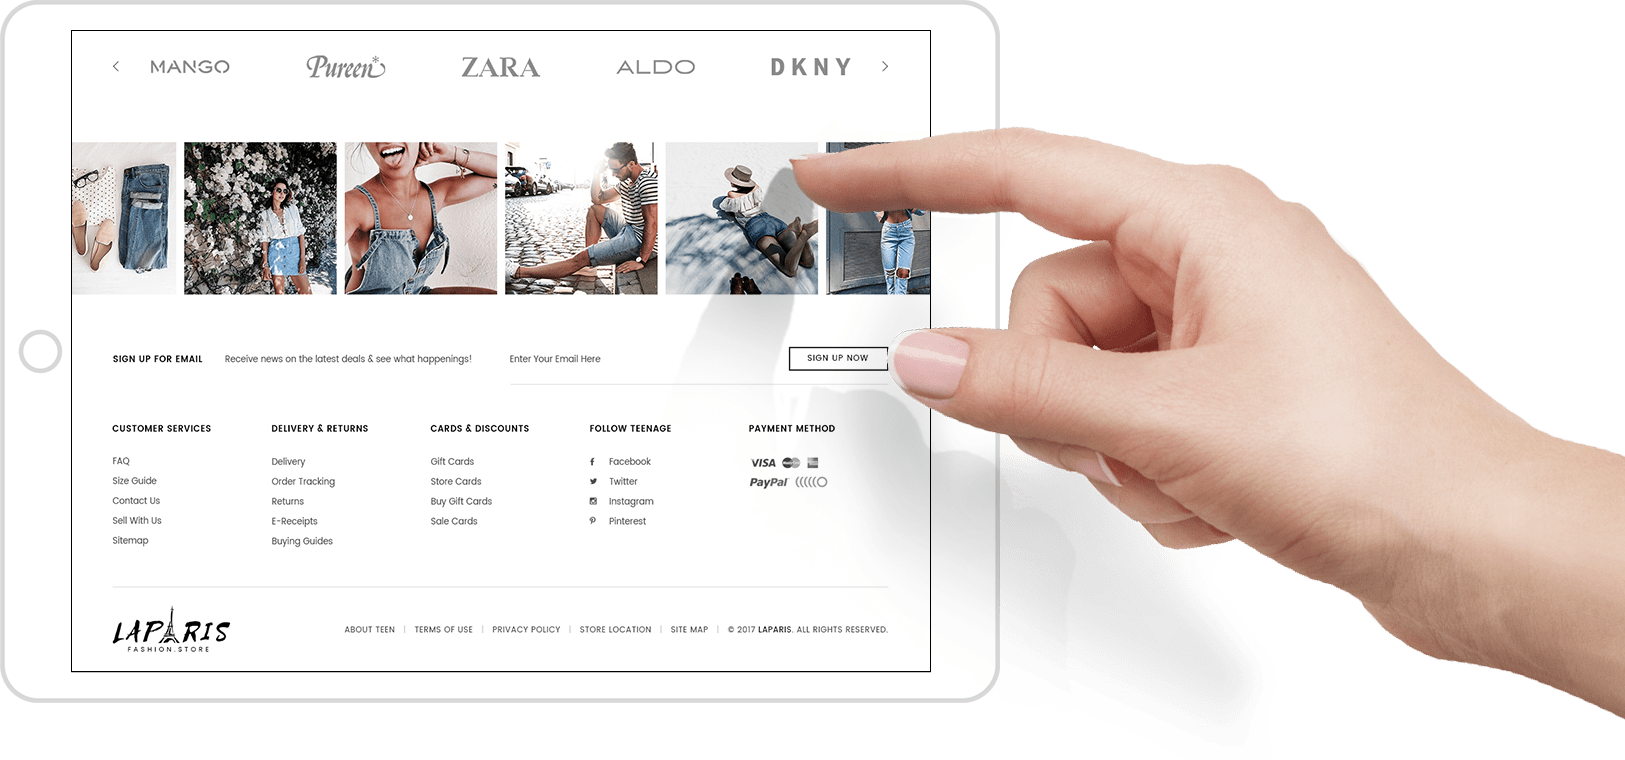 MANGO Pureen ZARA ALDO DKNY
SIGN UP FOR EMAIL Receive news on the latest deals & see what happenings! Enter Your Email Here SIGN UP NOW
CUSTOMER SERVICES DELIVERY & RETURNS CARDS & DISCOUNTS FOLLOW TEENAGE PAYMENT METHOD
FAQ Delivery Gift Cards Facebook VISA
Size Guide Order Tracking Store Cards Twitter PayPal
Contact Us Returns Buy Gift Cards Instagram
Sell With Us E-Receipts Sale Cards Pinterest
Sitemap Buying Guides
LAPARIS
FASHION.STORE
ABOUT TEEN | TERMS OF USE | PRIVACY POLICY | STORE LOCATION | SITE MAP | © 2017 LAPARIS. ALL RIGHTS RESERVED.